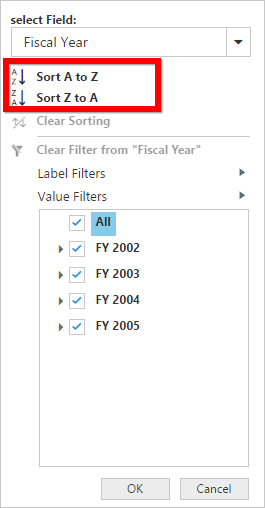 select Field:
Fiscal Year
A
Z
Sort A to Z
Z
A
Sort Z to A
Clear Sorting
Clear Filter from "Fiscal Year"
Label Filters
Value Filters
All
FY 2002
FY 2003
FY 2004
FY 2005
OK Cancel